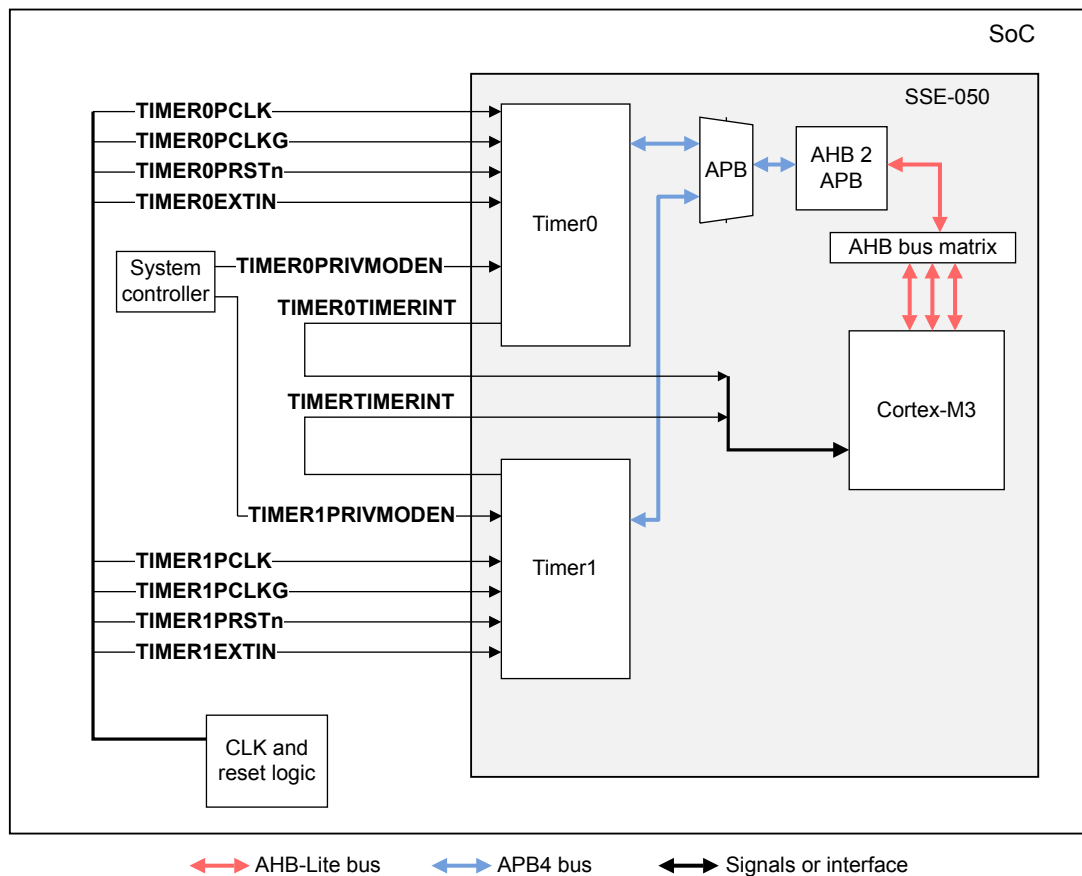 SoC
SSE-050
TIMER0PCLK
TIMER0PCLKG
TIMER0PRSTn
TIMER0EXTIN
Timer0
APB
AHB 2
APB
AHB bus matrix
System
controller
TIMER0PRIVMODEN
TIMER0TIMERINT
TIMERTIMERINT
Cortex-M3
TIMER1PRIVMODEN
TIMER1PCLK
TIMER1PCLKG
TIMER1PRSTn
TIMER1EXTIN
Timer1
CLK and
reset logic
AHB-Lite bus
APB4 bus
Signals or interface